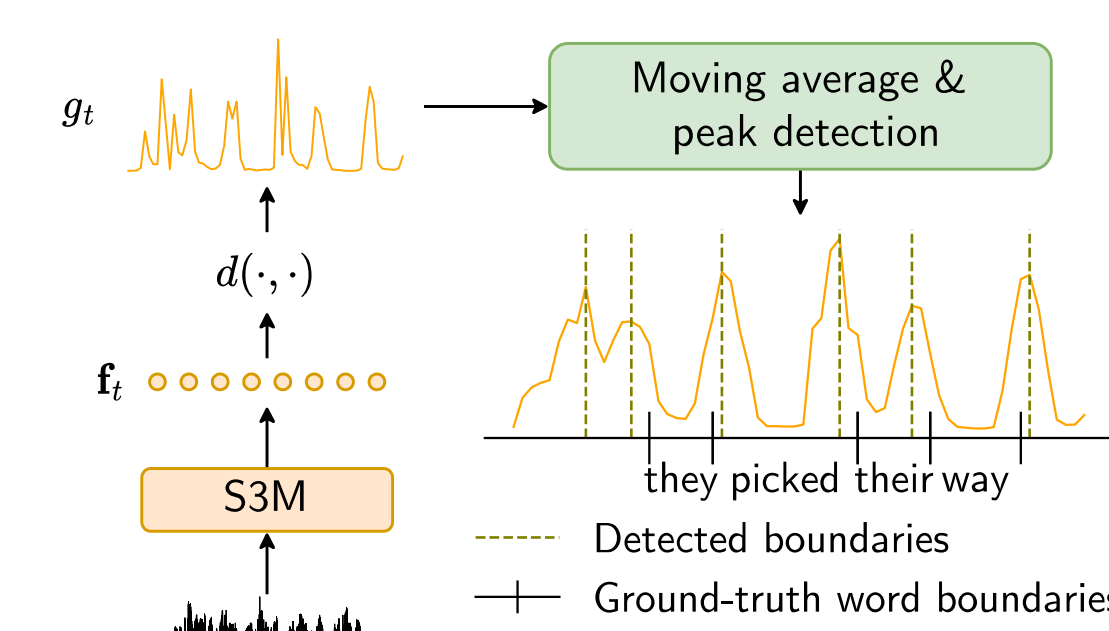 g_t
Moving average &
peak detection
d(·, ·)
f_t
S3M
they picked their way
Detected boundaries
Ground-truth word boundaries